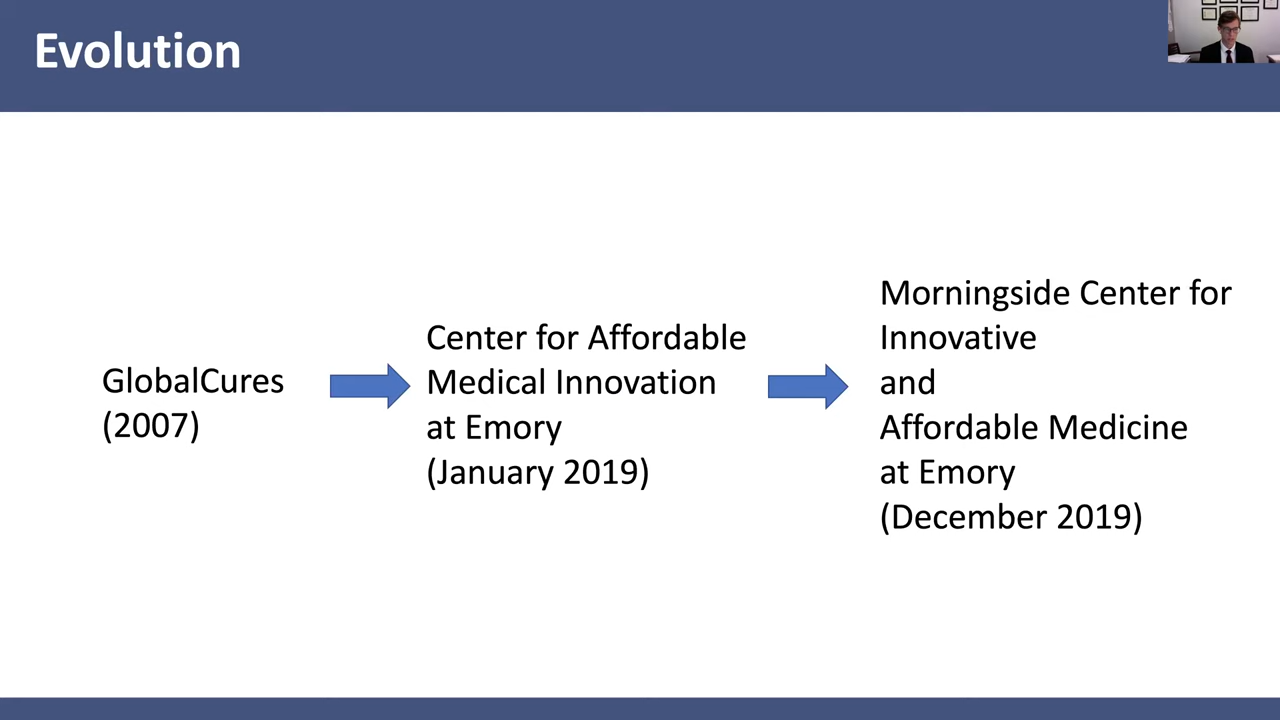 Evolution
GlobalCures
(2007)
Center for Affordable
Medical Innovation
at Emory
(January 2019)
Morningside Center for
Innovative
and
Affordable Medicine
at Emory
(December 2019)